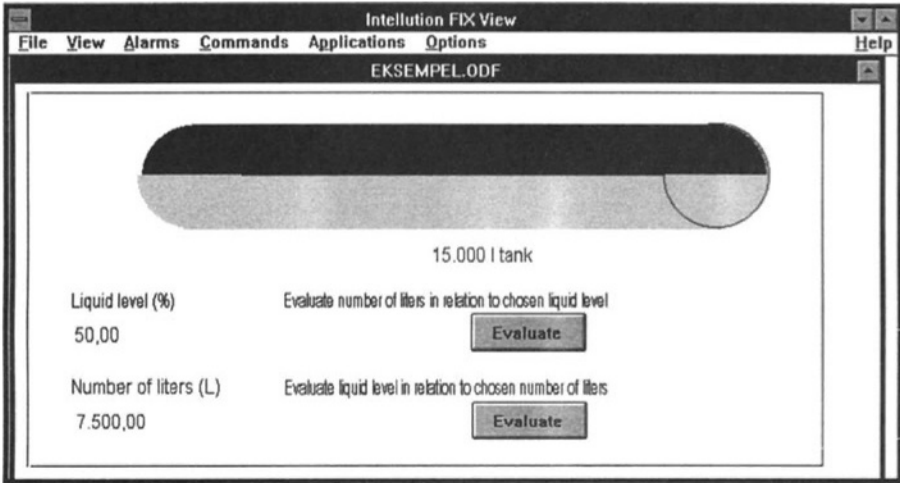 Intellution FIX View
File View Alarms Commands Applications Options Help
EKSEMPEL.ODF
15.000 l tank
Liquid level (%)
Evaluate number of liters in relation to chosen liquid level
50,00
Evaluate
Number of liters (L)
Evaluate liquid level in relation to chosen number of liters
7.500,00
Evaluate